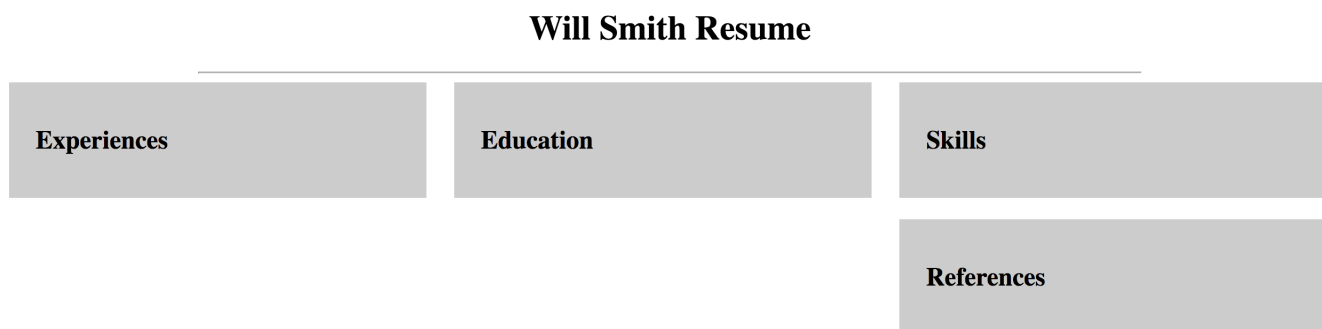 Will Smith Resume
Experiences
Education
Skills
References